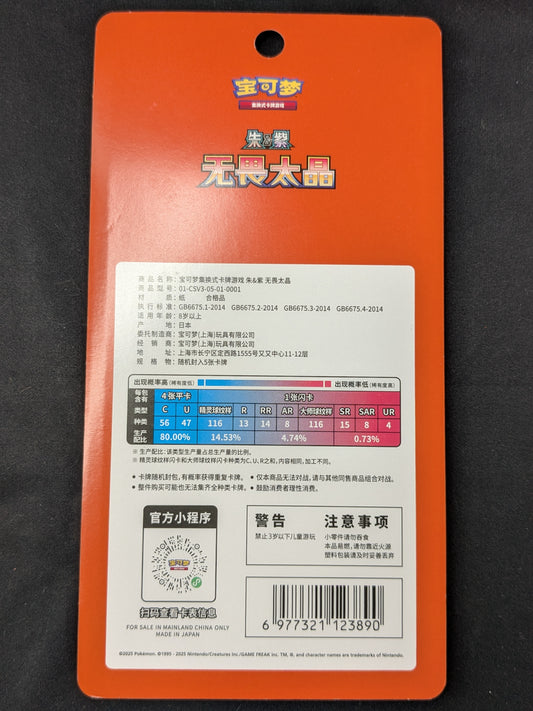 宝可梦
集换式卡牌游戏
朱&紫
无畏太晶
商品名称：宝可梦集换式卡牌游戏 朱&紫 无畏太晶
商品型号：01-CSV3-05-01-0001
材　　质：纸　　合格品
执行标准：GB6675.1-2014 GB6675.2-2014 GB6675.3-2014 GB6675.4-2014
适用年龄：8岁以上
产　　地：日本
委托制造商：宝可梦(上海)玩具有限公司
经 销 商：宝可梦(上海)玩具有限公司
地　　址：上海市长宁区定西路1555号又又中心11-12层
规　　格：随机封入5张卡牌
出现概率高(稀有度低) 出现概率低(稀有度高)
每包含有 4张平卡 1张闪卡
类型 C U 精灵球纹样 R RR AR 大师球纹样 SR SAR UR
种类 56 47 116 13 14 8 116 15 8 4
生产配比 80.00% 14.53% 4.74% 0.73%
※ 生产配比：该类型生产量占总生产量的比例。
※ 精灵球纹样闪卡和大师球纹样闪卡种类为C、U、R之和，内容相同，加工不同。
• 卡牌随机封包，有概率获得重复卡牌。 • 仅本商品无法对战，请与其他同售商品组合对战。
• 整件购买可能也无法集齐全种类卡牌。 • 鼓励消费者理性消费。
官方小程序
宝可梦
扫码查看卡表信息
FOR SALE IN MAINLAND CHINA ONLY
MADE IN JAPAN
警告
禁止3岁以下儿童游玩
注意事项
小零件请勿吞食
本品易燃，请勿靠近火源
塑料包装请及时妥善丢弃
6 977321 123890
©2025 Pokémon. ©1995 - 2025 Nintendo/Creatures Inc./GAME FREAK Inc. TM, ®, and character names are trademarks of Nintendo.